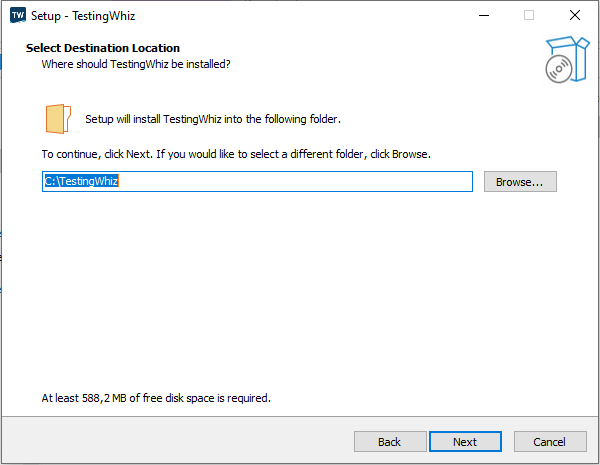 TW Setup - TestingWhiz
Select Destination Location
Where should TestingWhiz be installed?
Setup will install TestingWhiz into the following folder.
To continue, click Next. If you would like to select a different folder, click Browse.
C:\TestingWhiz Browse...
At least 588,2 MB of free disk space is required.
Back Next Cancel